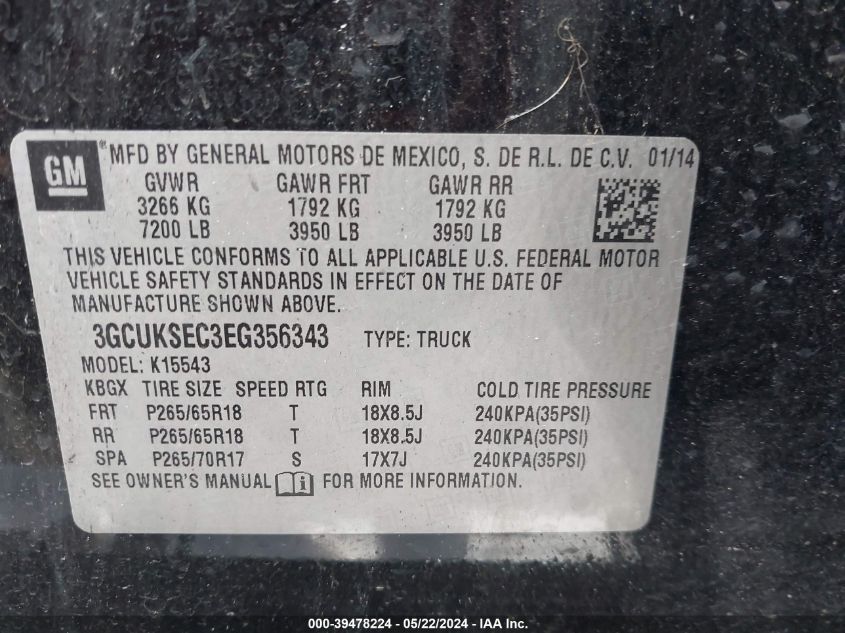 GM ® MFD BY GENERAL MOTORS DE MEXICO, S. DE R.L. DE C.V. 01/14
GVWR GAWR FRT GAWR RR
3266 KG 1792 KG 1792 KG
7200 LB 3950 LB 3950 LB
THIS VEHICLE CONFORMS TO ALL APPLICABLE U.S. FEDERAL MOTOR
VEHICLE SAFETY STANDARDS IN EFFECT ON THE DATE OF
MANUFACTURE SHOWN ABOVE.
3GCUKSEC3EG356343 TYPE: TRUCK
MODEL: K15543
KBGX TIRE SIZE SPEED RTG RIM COLD TIRE PRESSURE
FRT P265/65R18 T 18X8.5J 240KPA(35PSI)
RR P265/65R18 T 18X8.5J 240KPA(35PSI)
SPA P265/70R17 S 17X7J 240KPA(35PSI)
SEE OWNER'S MANUAL i FOR MORE INFORMATION.
000-39478224 - 05/22/2024 - IAA Inc.